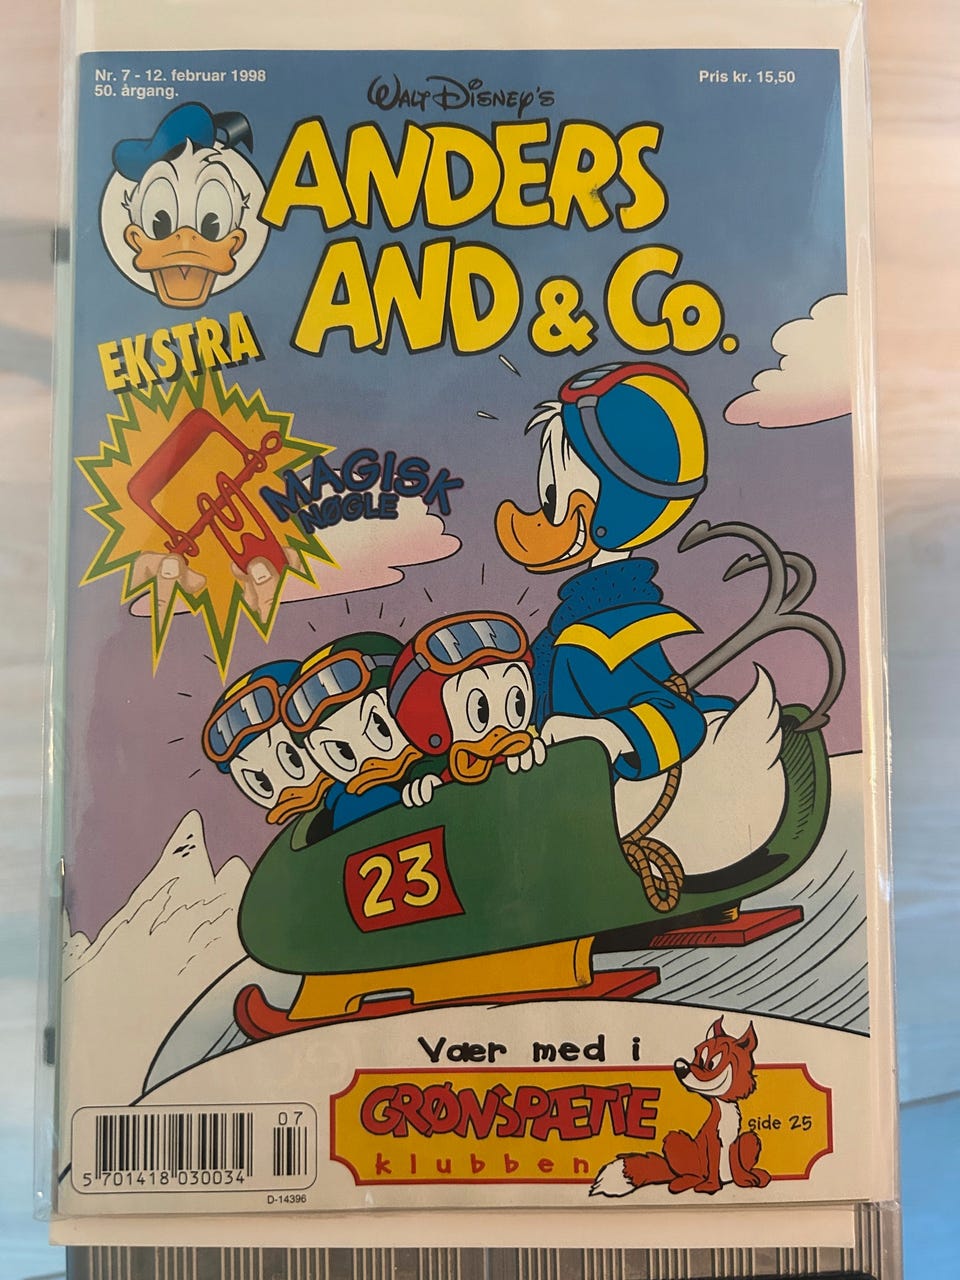 Nr. 7 - 12. februar 1998
50. årgang.
Pris kr. 15,50
WALT DISNEY'S
ANDERS
AND & Co.
EKSTRA
MAGISK
NØGLE
23
Vær med i
GRØNSPÆTTE
klubben
side 25
07
5 701418 030034
D-14396